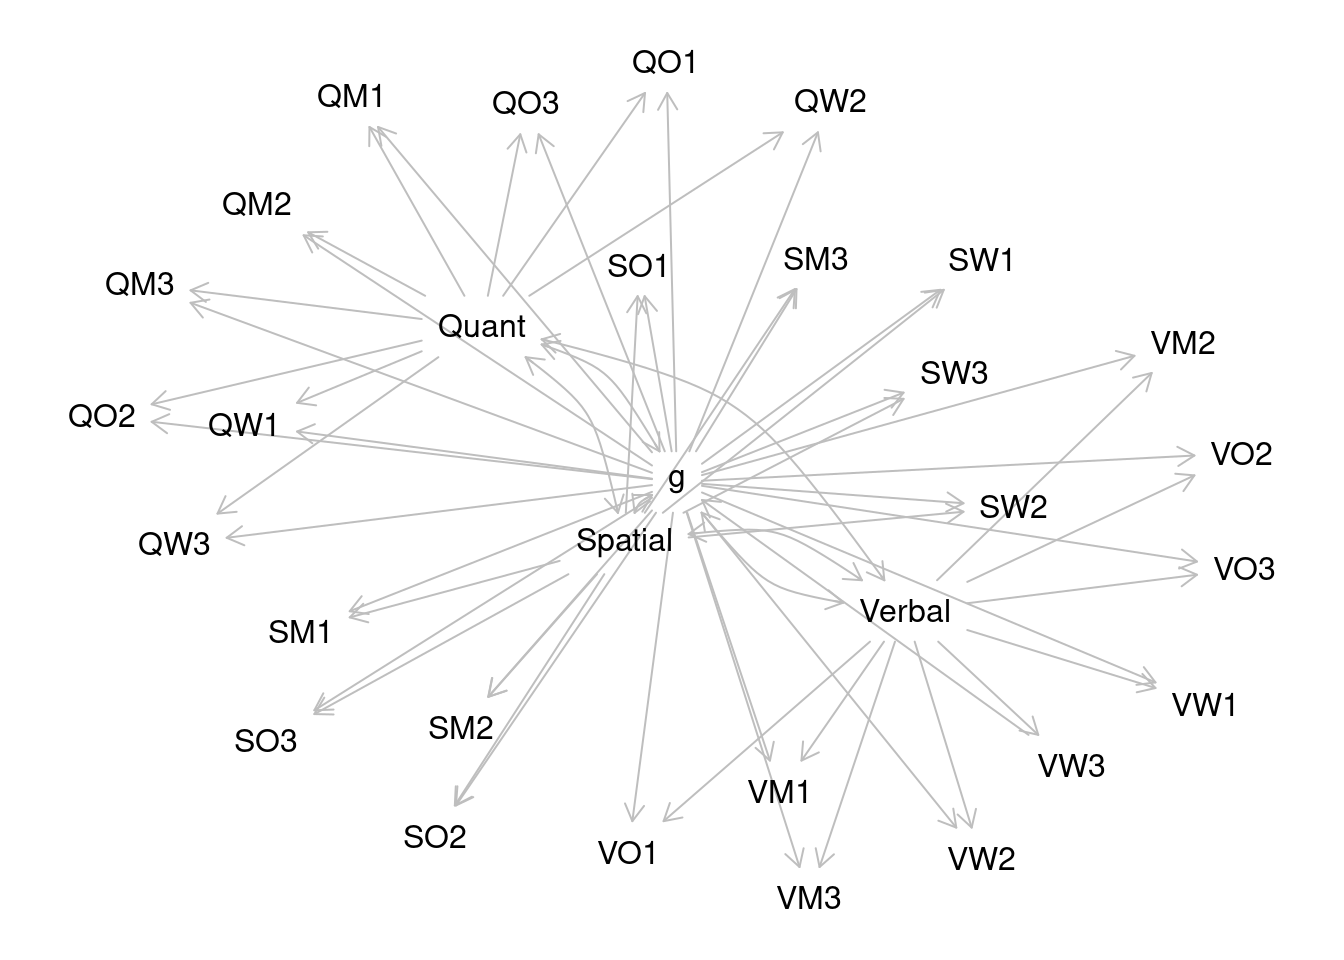 QO1
QM1
QO3
QW2
QM2
SO1
SM3
SW1
QM3
Quant
VM2
SW3
QO2
QW1
VO2
g
SW2
QW3
Spatial
VO3
Verbal
SM1
VW1
SO3
SM2
VW3
VM1
SO2
VO1
VW2
VM3